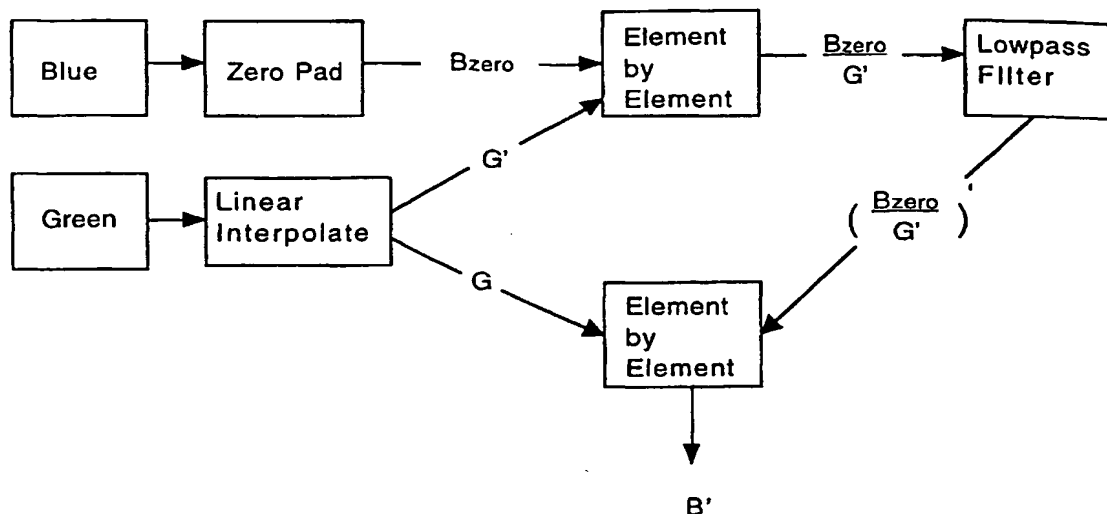 Blue
Zero Pad
Bzero
Element
by
Element
Bzero
G'
Lowpass
FIlter
G'
Green
Linear
Interpolate
(Bzero
G')'
G
Element
by
Element
B'